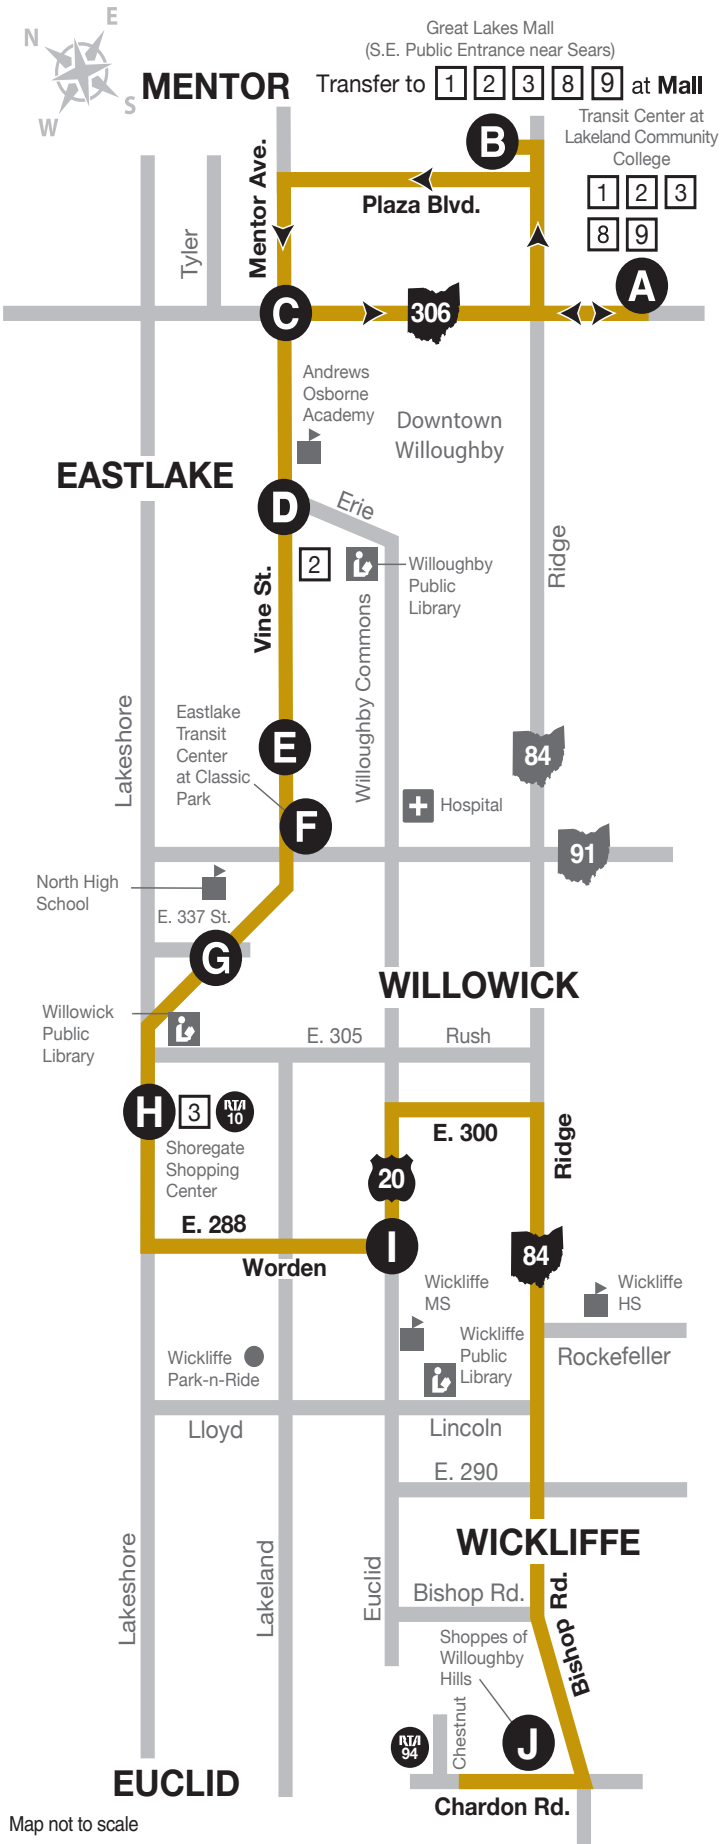 E
N
S
W
MENTOR
Great Lakes Mall
(S.E. Public Entrance near Sears)
Transfer to 1 2 3 8 9 at Mall
Transit Center at
Lakeland Community
College
1 2 3
8 9
B
Mentor Ave.
Plaza Blvd.
Tyler
A
C
306
Andrews
Osborne
Academy
Downtown
Willoughby
EASTLAKE
D
Erie
2
Willoughby
Public
Library
Ridge
Vine St.
Willoughby Commons
Lakeshore
Eastlake
Transit
Center
at Classic
Park
E
84
F
Hospital
91
North High
School
E. 337 St.
G
WILLOWICK
Willowick
Public
Library
E. 305
Rush
H
3
RTA
10
Shoregate
Shopping
Center
E. 300
Ridge
20
E. 288
Worden
I
84
Wickliffe
MS
Wickliffe
HS
Wickliffe
Public
Library
Rockefeller
Wickliffe
Park-n-Ride
Lloyd
Lincoln
E. 290
WICKLIFFE
Lakeshore
Lakeland
Euclid
Bishop Rd.
Bishop Rd.
Shoppes of
Willoughby
Hills
Chestnut
J
RTA
94
EUCLID
Chardon Rd.
Map not to scale